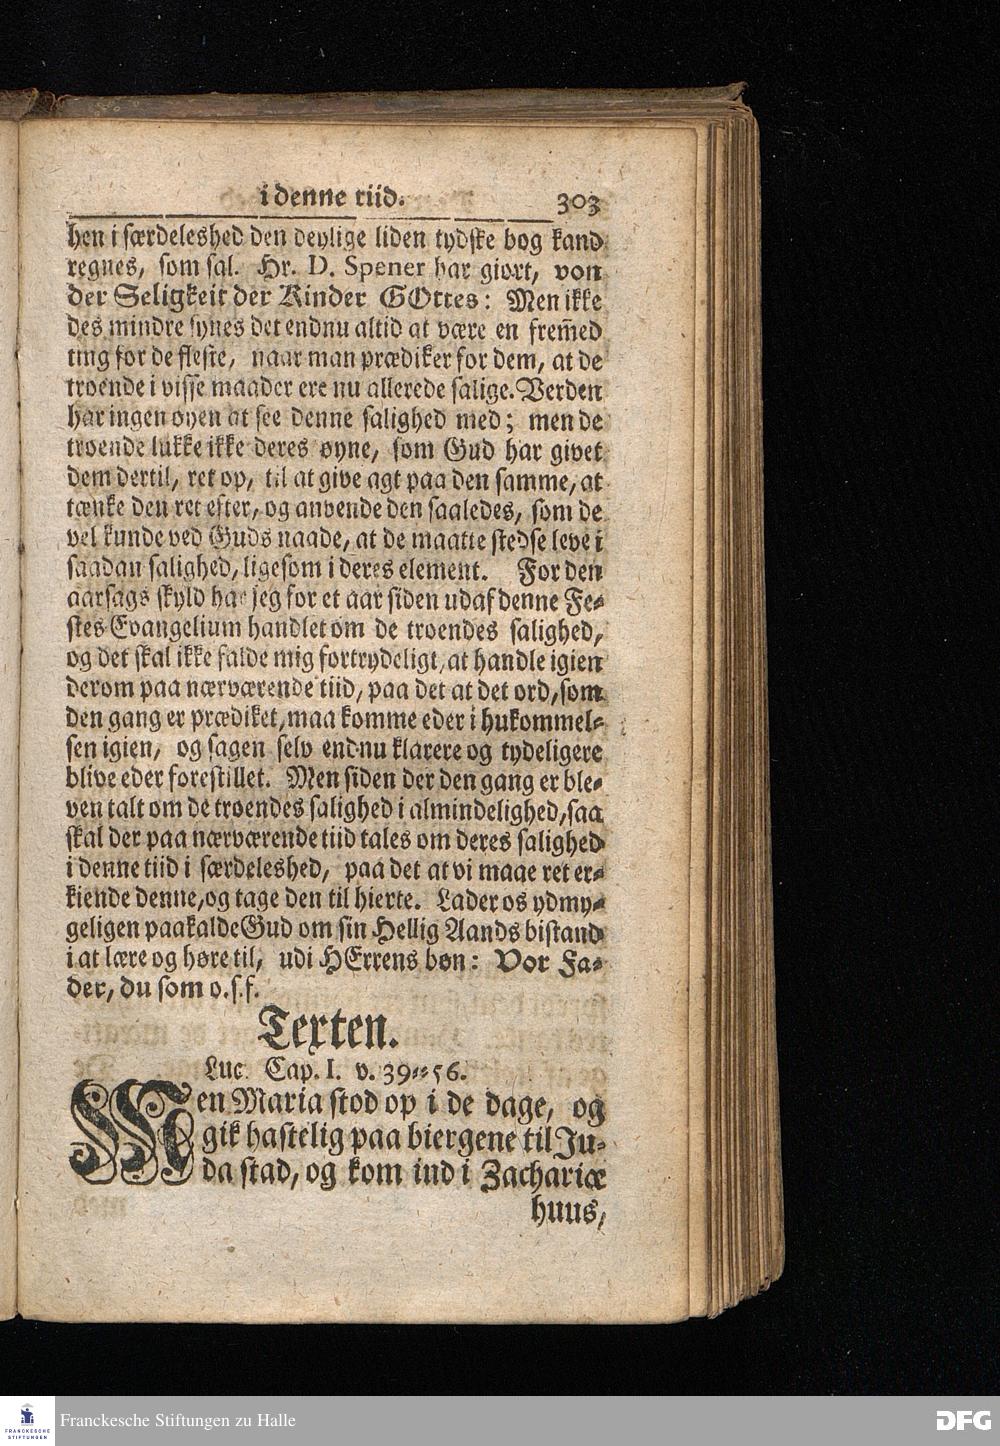 i denne tiid.
303
hen i særdeleshed den deylige liden tydske bog kand
regnes, som sal. Hr. D. Spener har giort, von
der Seligkeit der Kinder GOttes: Men ikke
des mindre synes det endnu altid at være en frem̄ed
ting for de fleste, naar man prædiker for dem, at de
troende i visse maader ere nu allerede salige. Verden
har ingen oyen at see denne salighed med; men de
troende lukke ikke deres øyne, som Gud har givet
dem dertil, ret op, til at give agt paa den samme, at
tænke den ret efter, og anvende den saaledes, som de
vel kunde ved Guds naade, at de maatte stedse leve i
saadan salighed, ligesom i deres element. For den
aarsags skyld har jeg for et aar siden udaf denne Fe-
stes Evangelium handlet om de troendes salighed,
og det skal ikke falde mig fortrydeligt, at handle igien
derom paa nærværende tiid, paa det at det ord, som
den gang er prædiket, maa komme eder i hukommel-
sen igien, og sagen selv endnu klarere og tydeligere
blive eder forestillet. Men siden der den gang er ble-
ven talt om de troendes salighed i almindelighed, saa
skal der paa nærværende tiid tales om deres salighed
i denne tiid i særdeleshed, paa det at vi maae ret er-
kiende denne, og tage den til hierte. Lader os ydmy-
geligen paakalde Gud om sin Hellig Aands bistand
i at lære og høre til, udi HErrens bøn: Vor Fa-
der, du som o.s.f.
Texten.
Luc. Cap. I. v. 39-56.
Men Maria stod op i de dage, og
gik hastelig paa biergene til Ju-
da stad, og kom ind i Zachariæ
huus,
FRANCKESCHE
STIFTUNGEN
Franckesche Stiftungen zu Halle
DFG